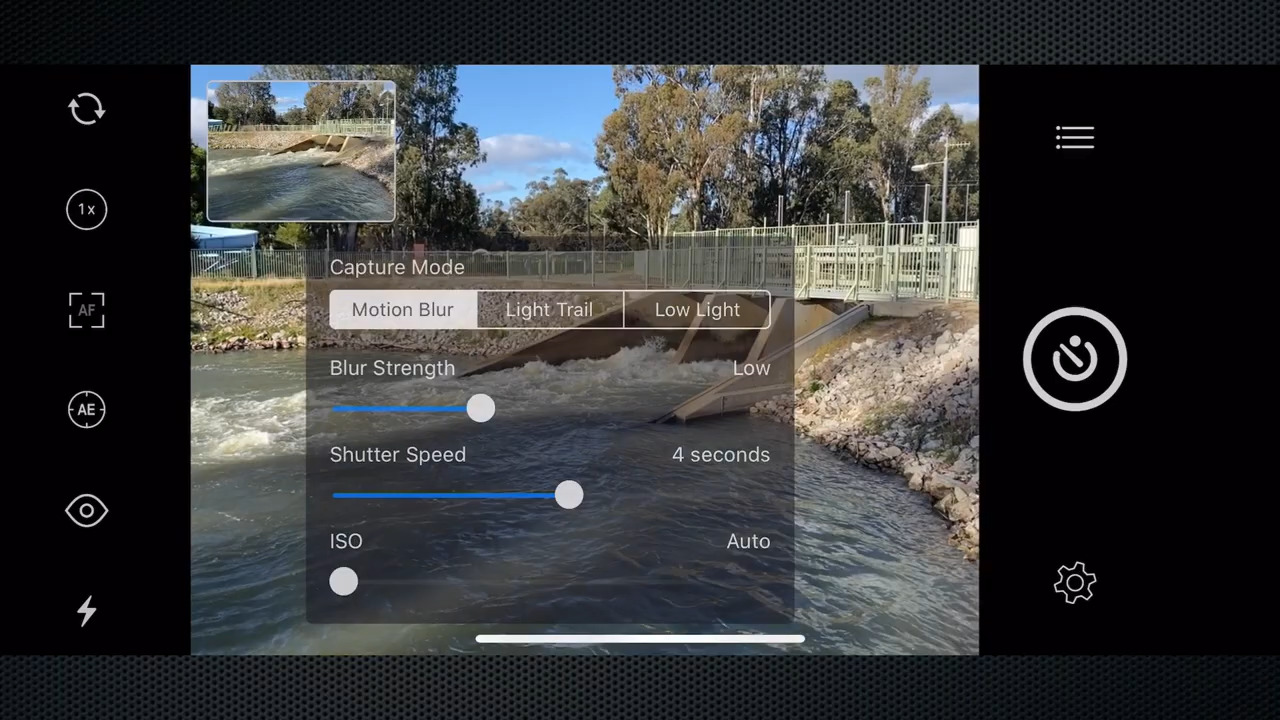 1x
AF
AE
Capture Mode
Motion Blur Light Trail Low Light
Blur Strength Low
Shutter Speed 4 seconds
ISO Auto